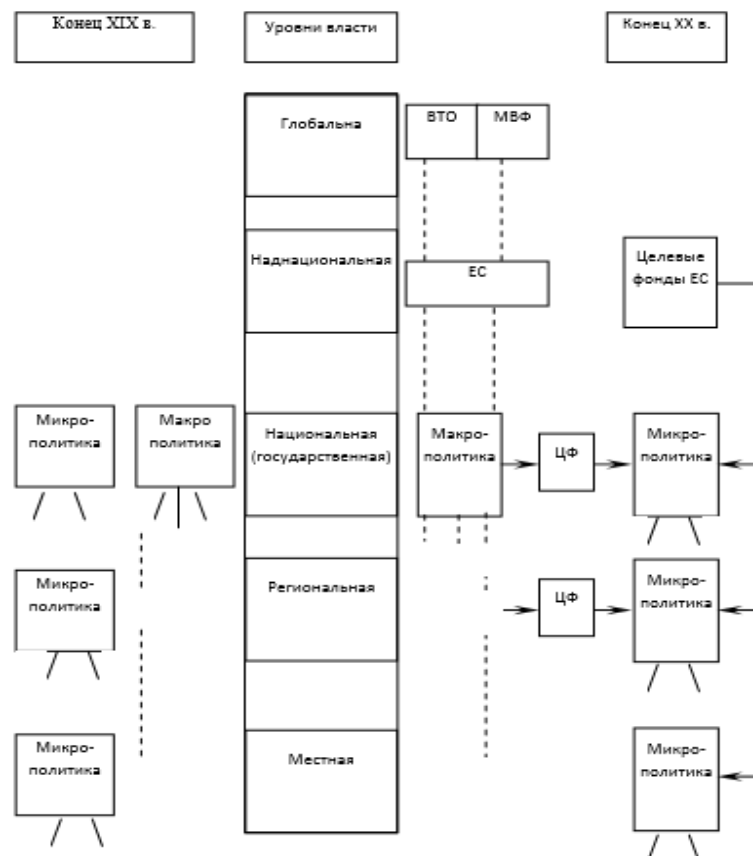 Конец XIX в.
Уровни власти
Конец XX в.
Глобальна
ВТО
МВФ
Наднациональная
ЕС
Целевые
фонды ЕС
Микро-
политика
Макро
политика
Национальная
(государственная)
Макро-
политика
ЦФ
Микро-
политика
Микро-
политика
Региональная
ЦФ
Микро-
политика
Микро-
политика
Местная
Микро-
политика